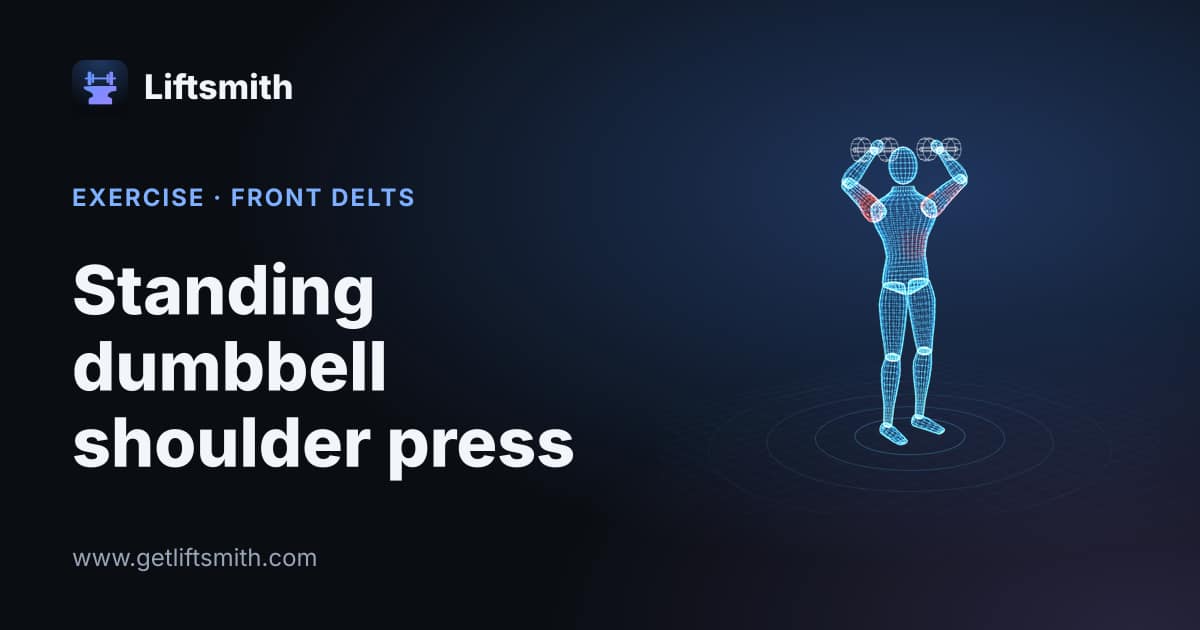 Liftsmith
EXERCISE · FRONT DELTS
Standing
dumbbell
shoulder press
www.getliftsmith.com